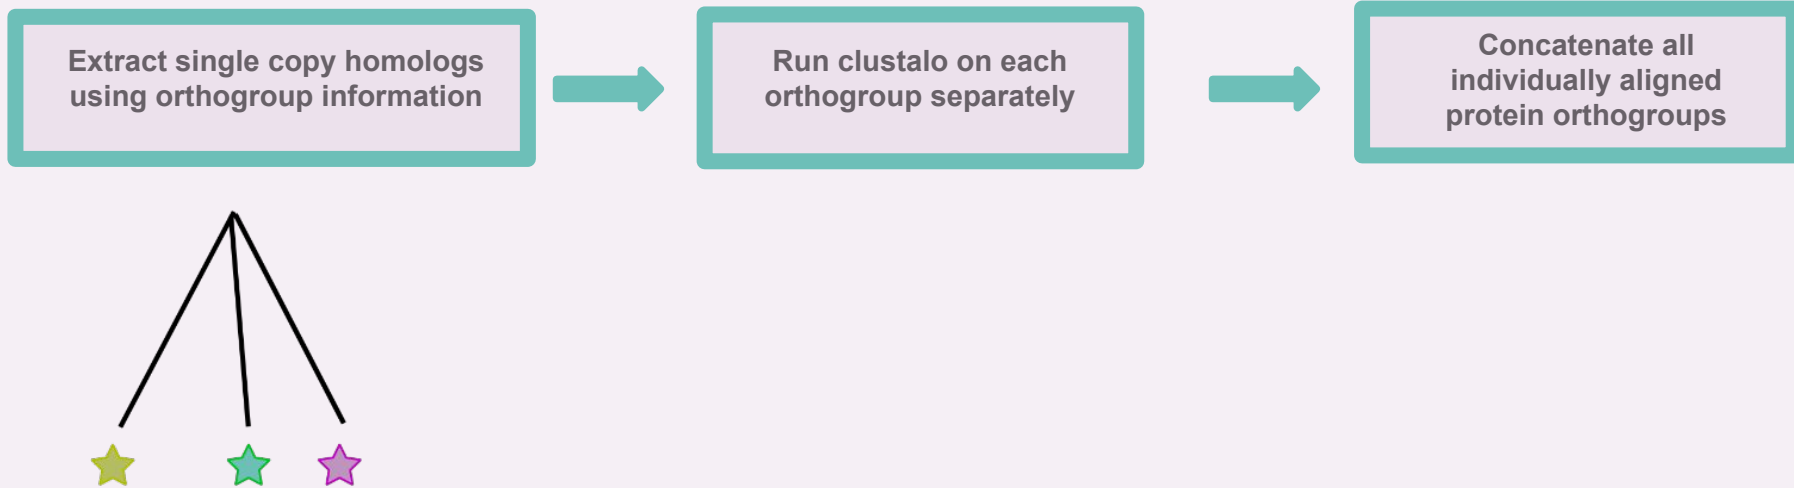 Extract single copy homologs
using orthogroup information
Run clustalo on each
orthogroup separately
Concatenate all
individually aligned
protein orthogroups